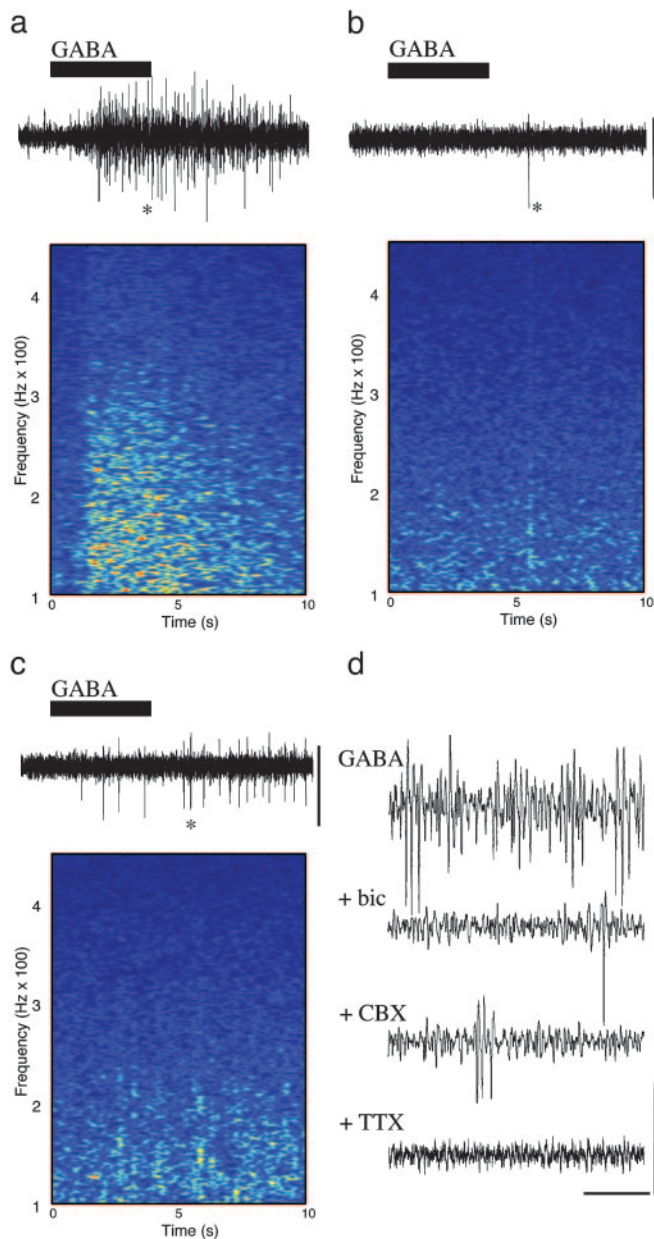 a
GABA
*
Frequency (Hz x 100)
4
3
2
1
0
5
10
Time (s)
b
GABA
*
Frequency (Hz x 100)
4
3
2
1
0
5
10
Time (s)
c
GABA
*
Frequency (Hz x 100)
4
3
2
1
0
5
10
Time (s)
d
GABA
+ bic
+ CBX
+ TTX